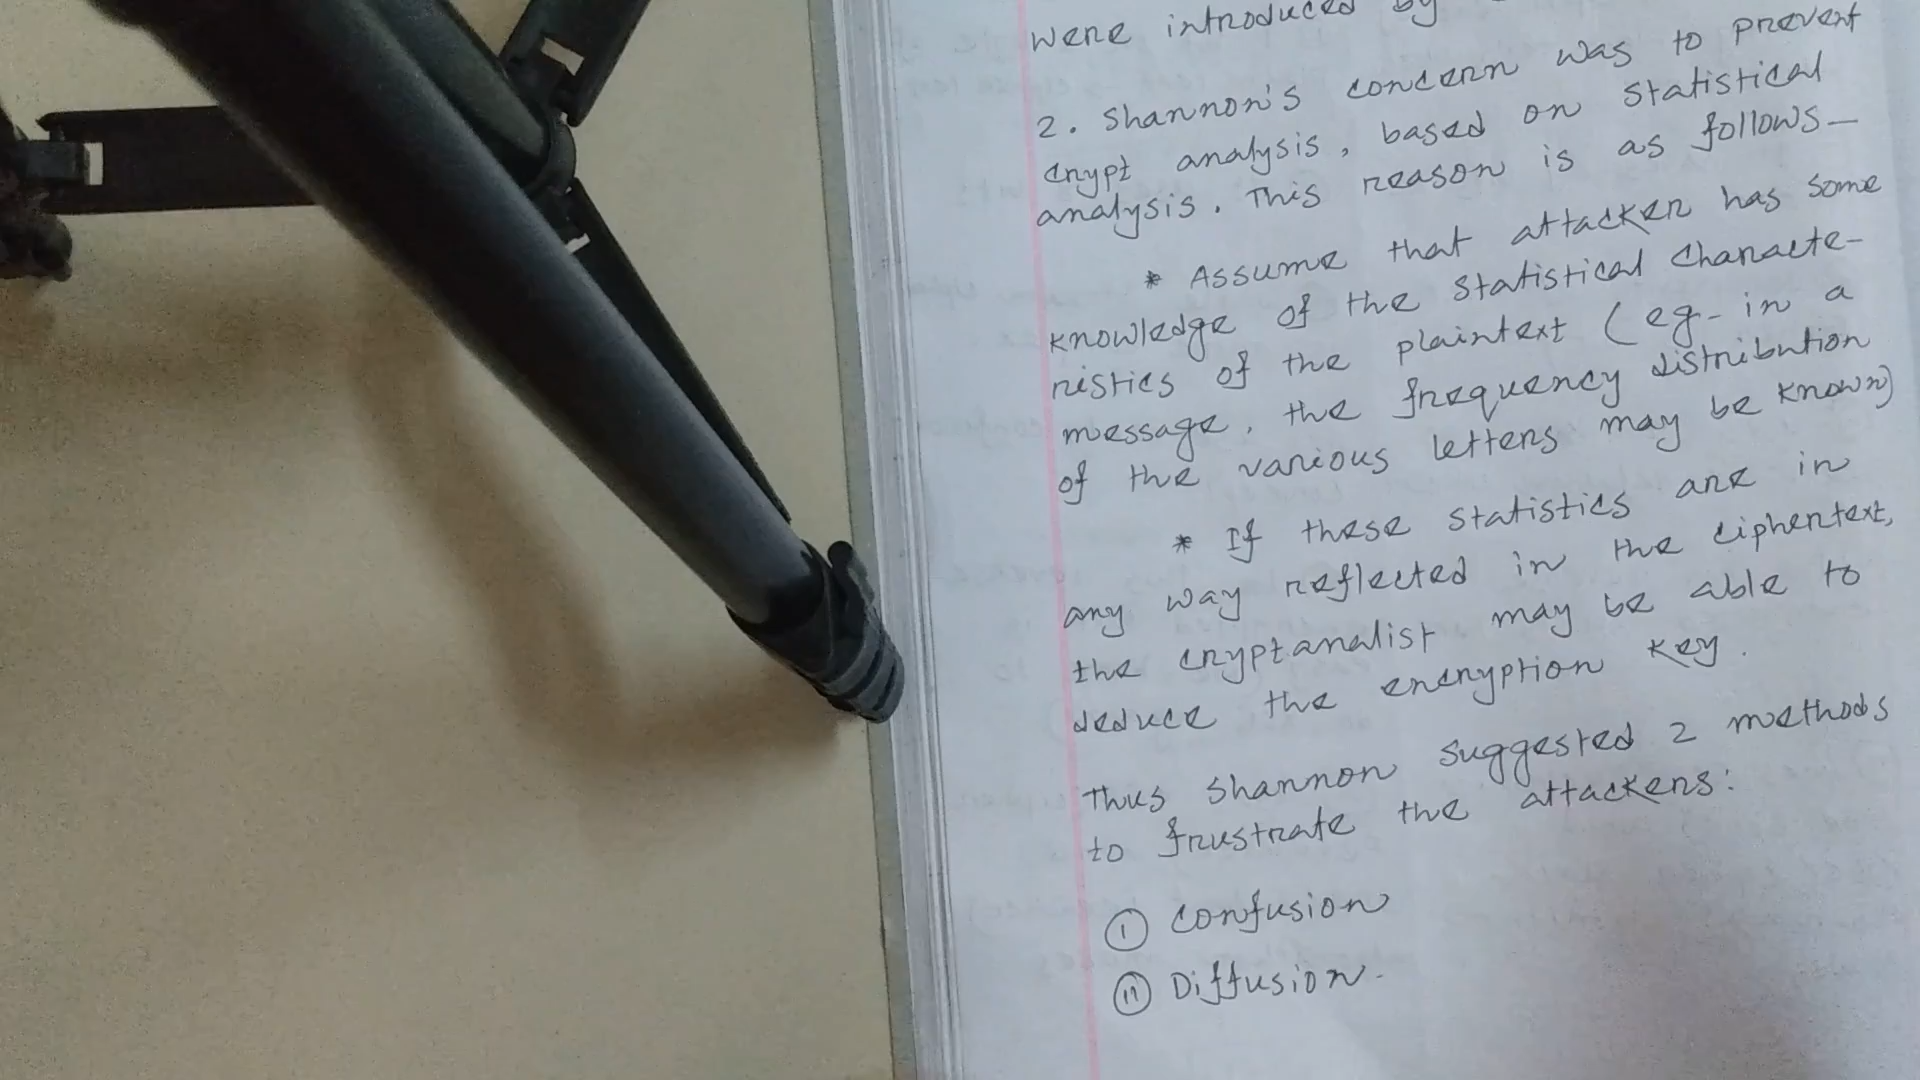 were introduced by
2. Shannon's concern was to prevent
crypt analysis, based on statistical
analysis. This reason is as follows—
* Assume that attacker has some
knowledge of the statistical characte-
ristics of the plaintext (eg- in a
message, the frequency distribution
of the various letters may be known)
* If these statistics are in
any way reflected in the ciphertext,
the cryptanalist may be able to
deduce the encryption key.
Thus Shannon suggested 2 methods
to frustrate the attackers:
(i) Confusion
(ii) Diffusion.